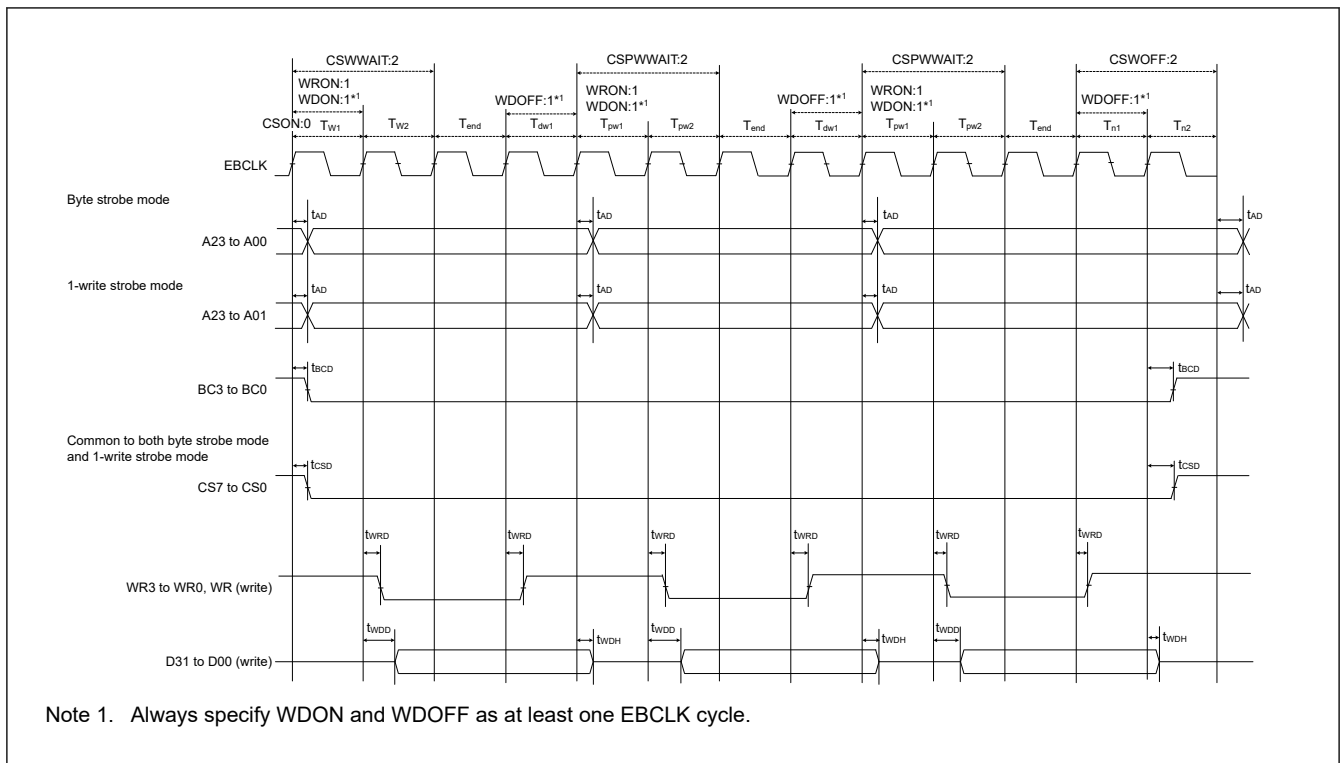 CSWWAIT:2 CSPWWAIT:2 CSPWWAIT:2 CSWOFF:2
WRON:1 WRON:1 WRON:1
WDON:1*1 WDOFF:1*1 WDON:1*1 WDOFF:1*1 WDON:1*1 WDOFF:1*1
CSON:0 TW1 TW2 Tend Tdw1 Tpw1 Tpw2 Tend Tdw1 Tpw1 Tpw2 Tend Tn1 Tn2
EBCLK
Byte strobe mode
tAD tAD tAD tAD
A23 to A00
1-write strobe mode
tAD tAD tAD tAD
A23 to A01
tBCD tBCD
BC3 to BC0
Common to both byte strobe mode
and 1-write strobe mode
tCSD tCSD
CS7 to CS0
tWRD tWRD tWRD tWRD tWRD tWRD
WR3 to WR0, WR (write)
tWDD tWDH tWDD tWDH tWDD tWDH
D31 to D00 (write)
Note 1. Always specify WDON and WDOFF as at least one EBCLK cycle.